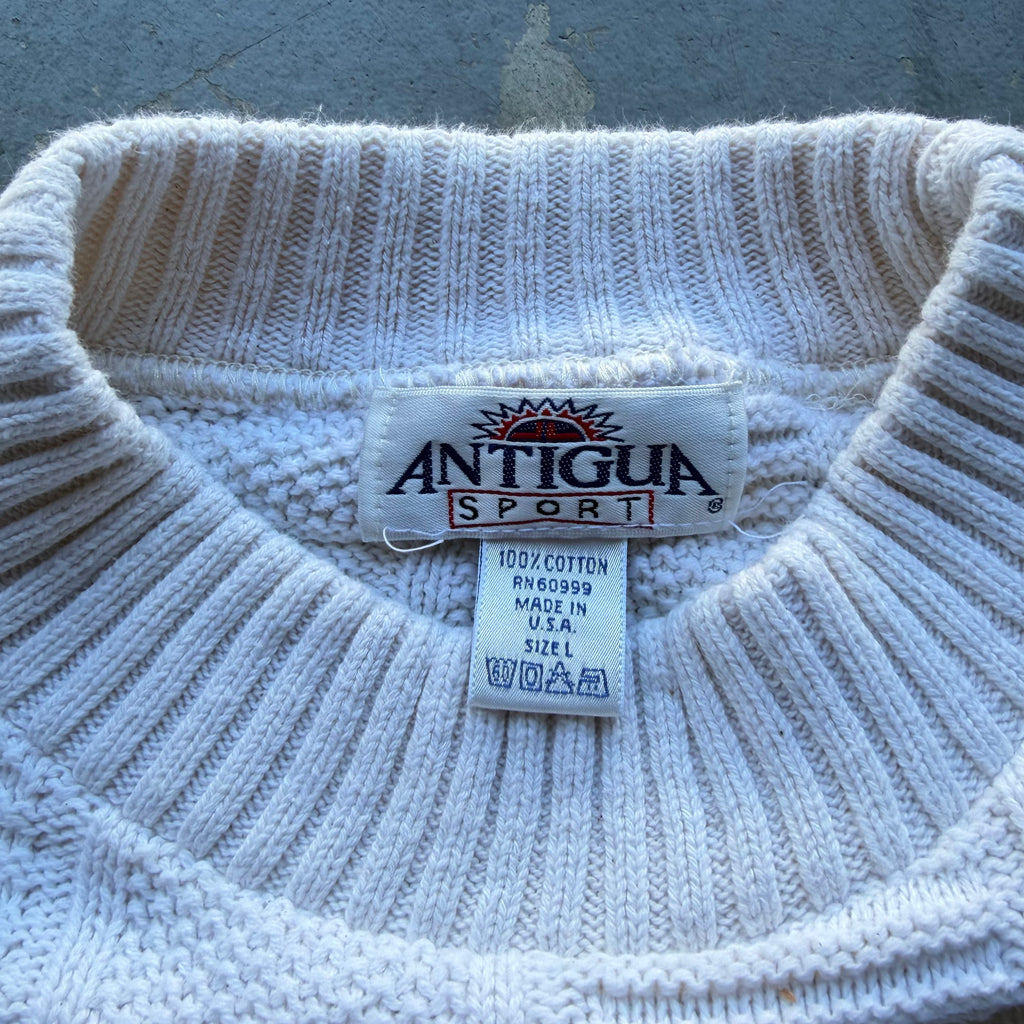 ANTIGUA
SPORT
®
100% COTTON
RN60999
MADE IN
U.S.A.
SIZE L